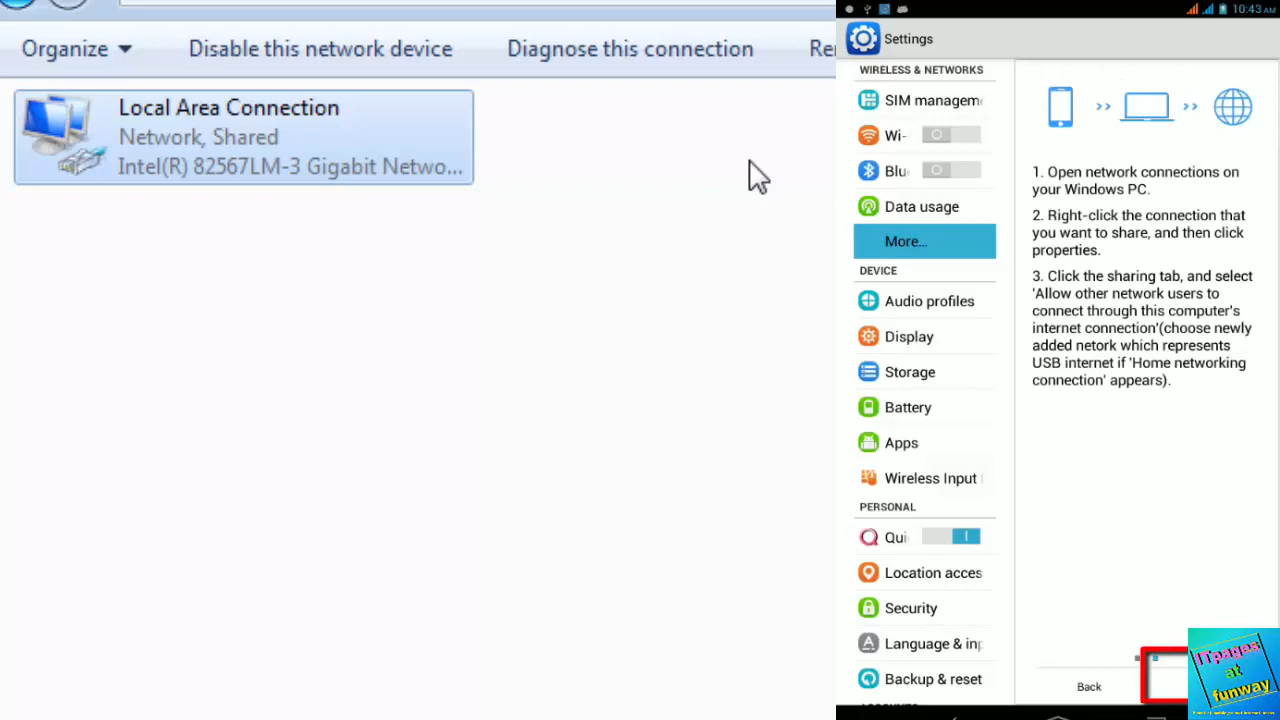 Organize
Disable this network device
Diagnose this connection
Local Area Connection
Network, Shared
Intel(R) 82567LM-3 Gigabit Netwo...
10:43 AM
Settings
WIRELESS & NETWORKS
SIM managem
Wi-
Blu
Data usage
More...
DEVICE
Audio profiles
Display
Storage
Battery
Apps
Wireless Input
PERSONAL
Qui
Location acces
Security
Language & inp
Backup & reset
1. Open network connections on
your Windows PC.
2. Right-click the connection that
you want to share, and then click
properties.
3. Click the sharing tab, and select
'Allow other network users to
connect through this computer's
internet connection'(choose newly
added netork which represents
USB internet if 'Home networking
connection' appears).
Back
ITpages
at
funway